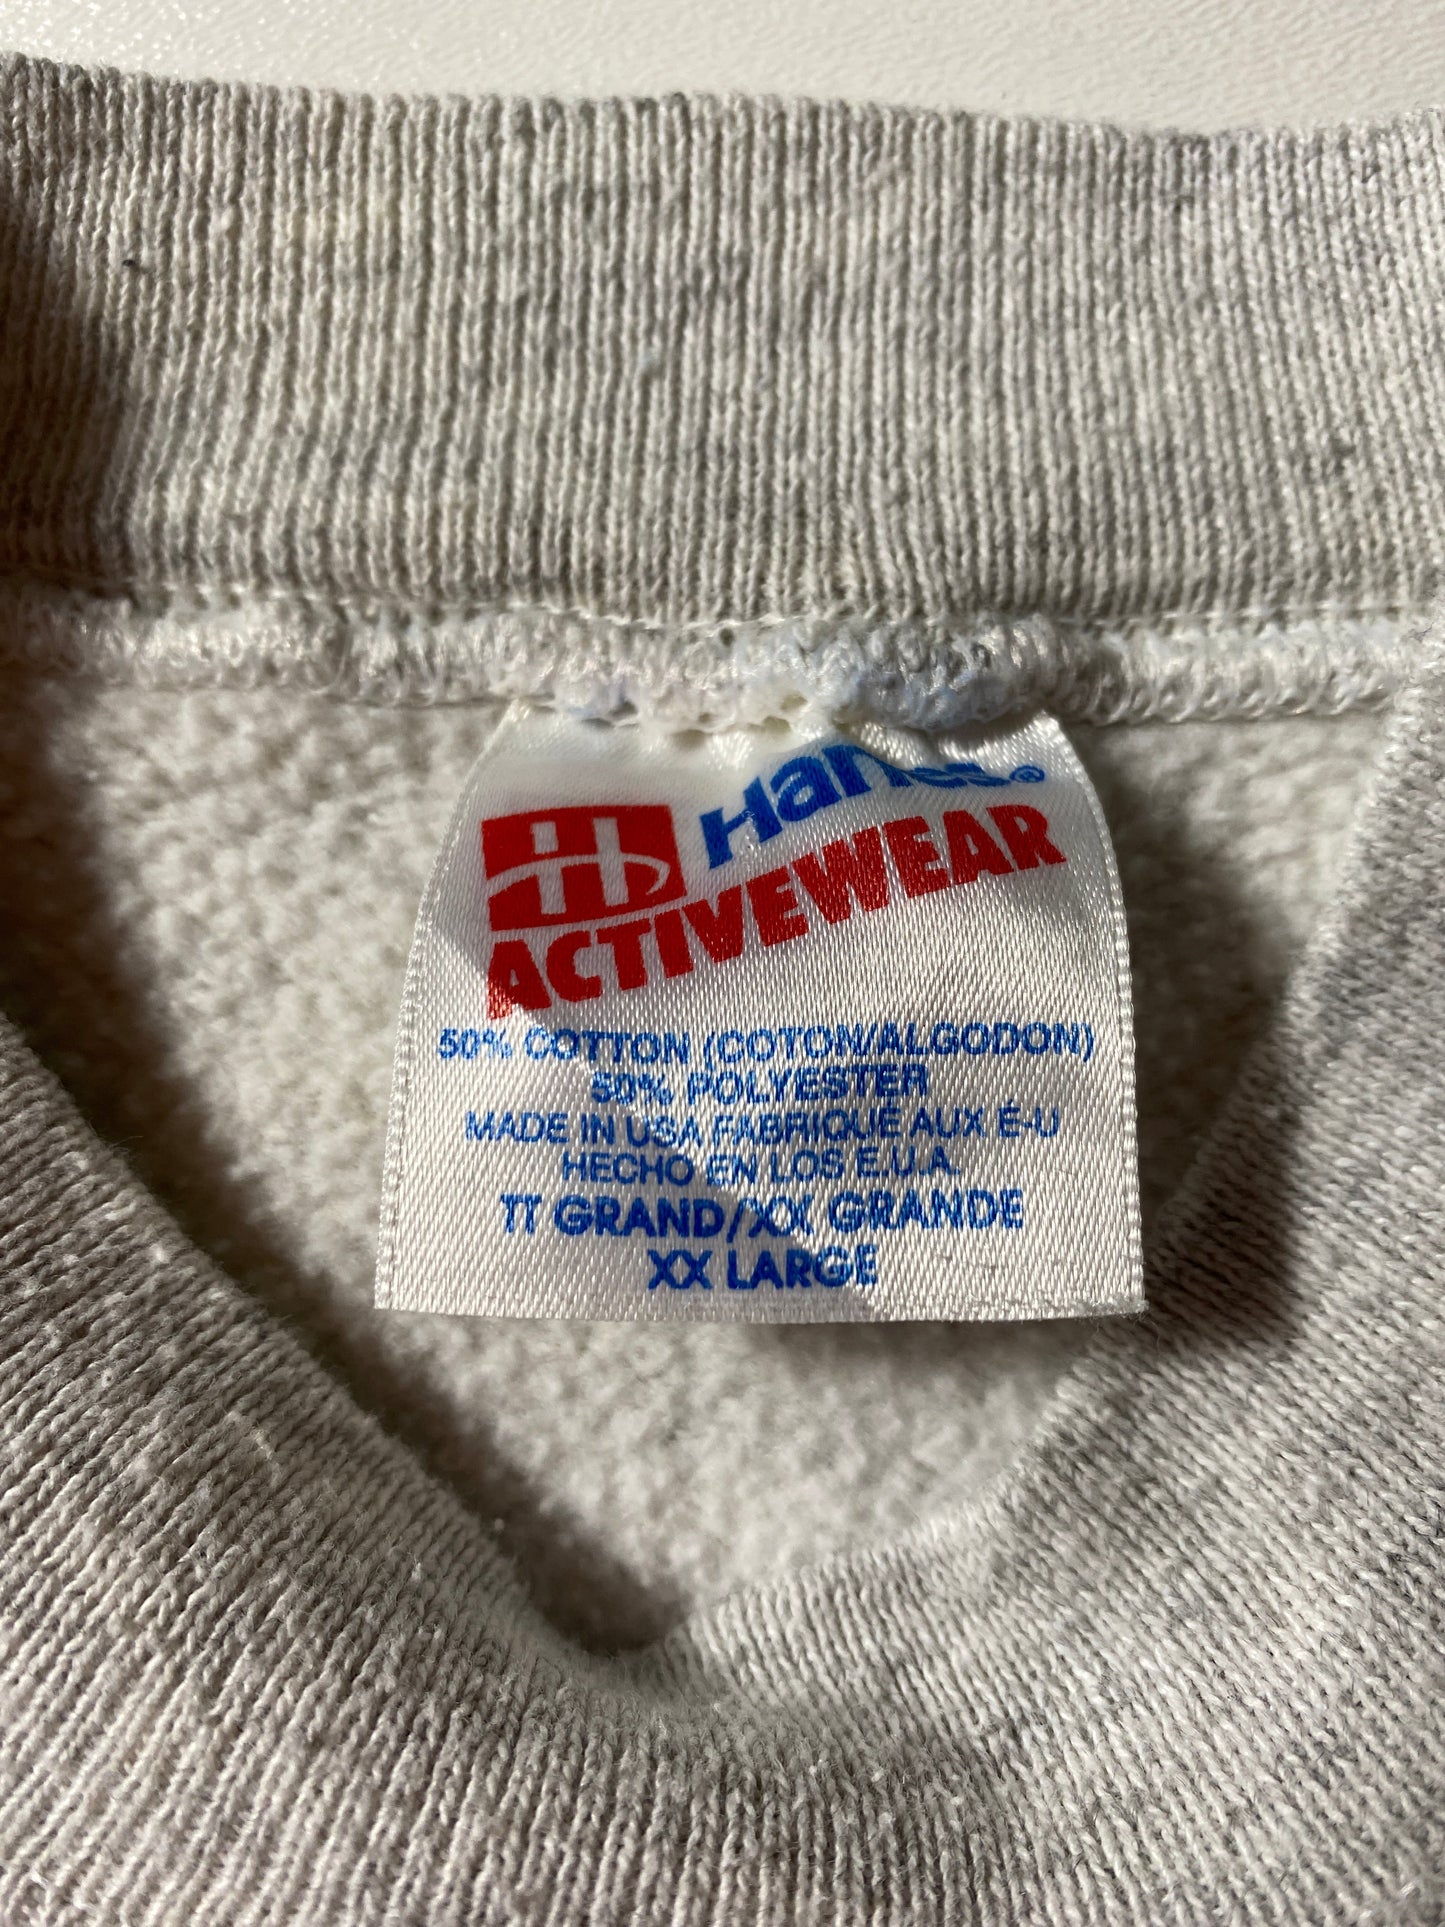 Hanes®
ACTIVEWEAR
50% COTTON (COTON/ALGODON)
50% POLYESTER
MADE IN USA FABRIQUÉ AUX É-U
HECHO EN LOS E.U.A.
TT GRAND/XX GRANDE
XX LARGE